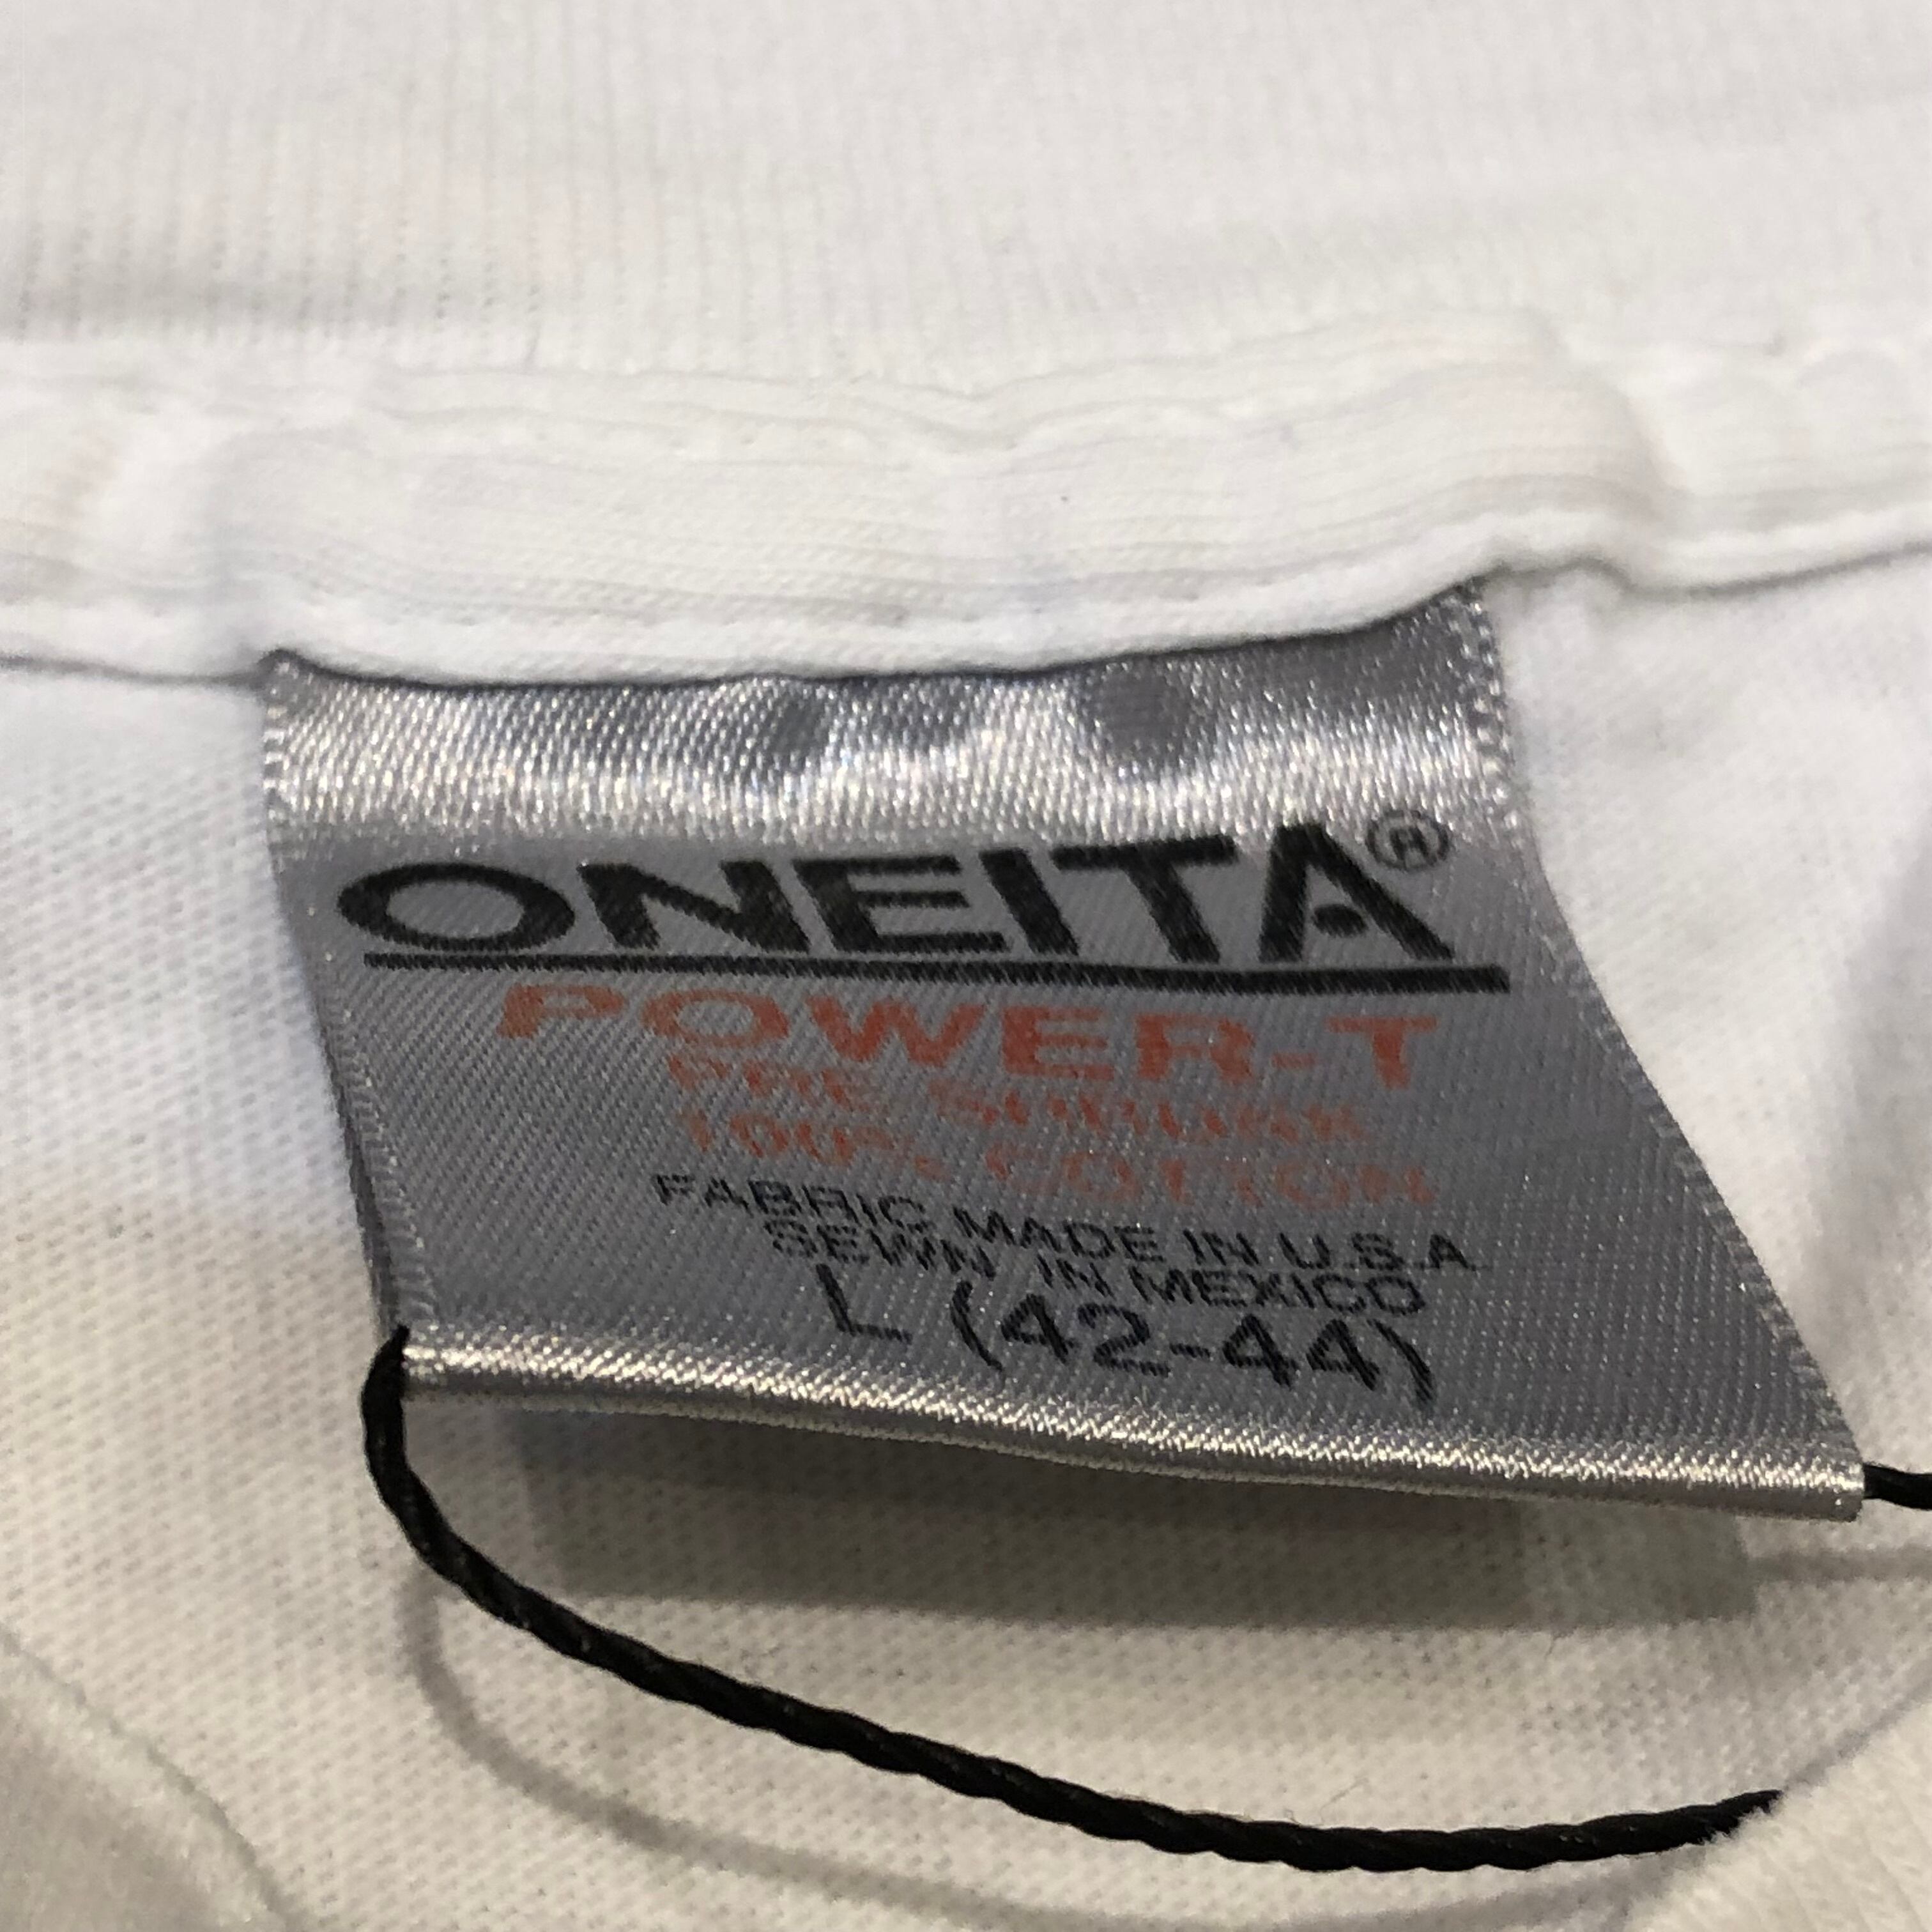 ONEITA®
POWER-T
PRE SHRUNK
100% COTTON
FABRIC MADE IN U.S.A
SEWN IN MEXICO
L (42-44)